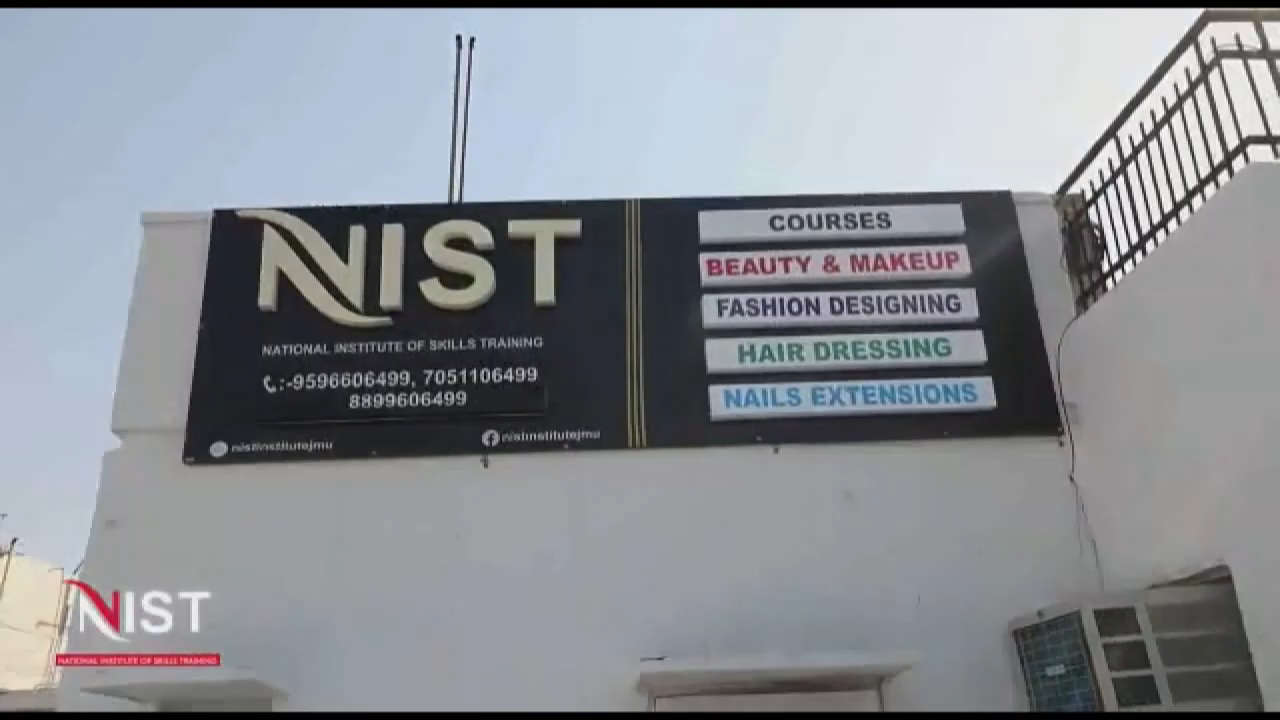 NIST
NATIONAL INSTITUTE OF SKILLS TRAINING
:-9596606499, 7051106499
8899606499
nistinstitutejmu
nistinstitutejmu
COURSES
BEAUTY & MAKEUP
FASHION DESIGNING
HAIR DRESSING
NAILS EXTENSIONS
NIST
NATIONAL INSTITUTE OF SKILLS TRAINING